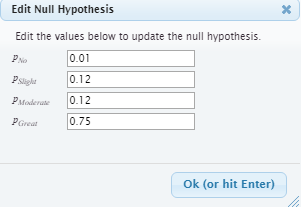 Edit Null Hypothesis
Edit the values below to update the null hypothesis.
PNo 0.01
PSlight 0.12
PModerate 0.12
PGreat 0.75
Ok (or hit Enter)